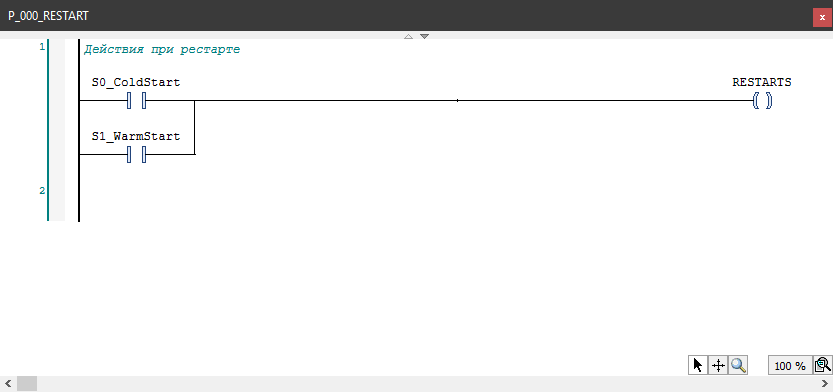 P_000_RESTART
x
1
Действия при рестарте
S0_ColdStart
RESTARTS
S1_WarmStart
2
100 %